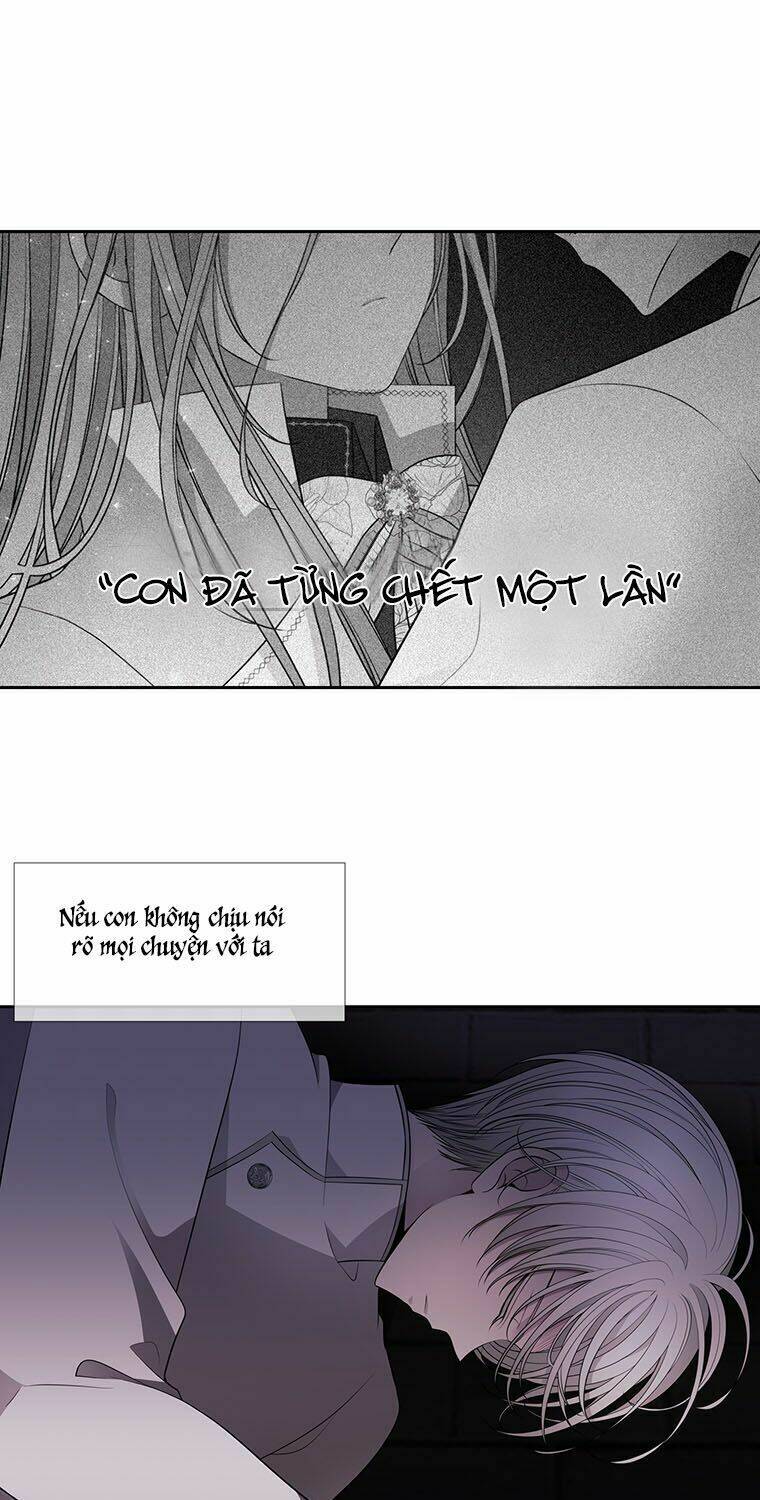 "CON ĐÃ TỪNG CHẾT MỘT LẦN"
Nếu con không chịu nói
rõ mọi chuyện với ta